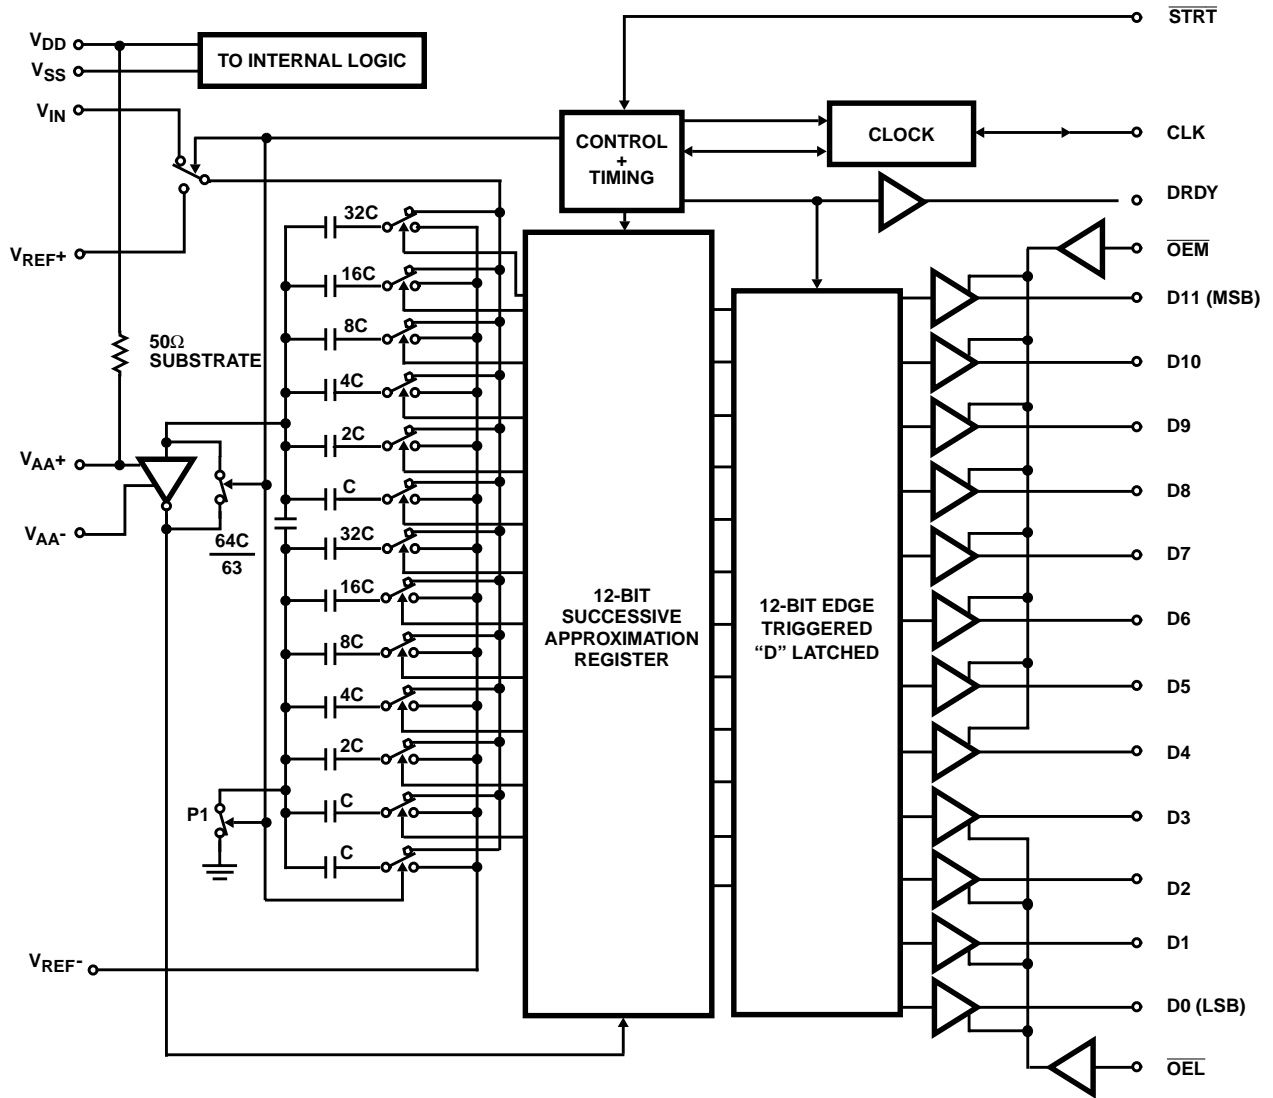 STRT
VDD
VSS
TO INTERNAL LOGIC
VIN
CONTROL
+
TIMING
CLOCK
CLK
DRDY
VREF+
OEM
32C
16C
8C
4C
2C
C
64C
63
32C
16C
8C
4C
2C
C
C
50Ω
SUBSTRATE
VAA+
VAA-
P1
VREF-
12-BIT
SUCCESSIVE
APPROXIMATION
REGISTER
12-BIT EDGE
TRIGGERED
“D” LATCHED
D11 (MSB)
D10
D9
D8
D7
D6
D5
D4
D3
D2
D1
D0 (LSB)
OEL